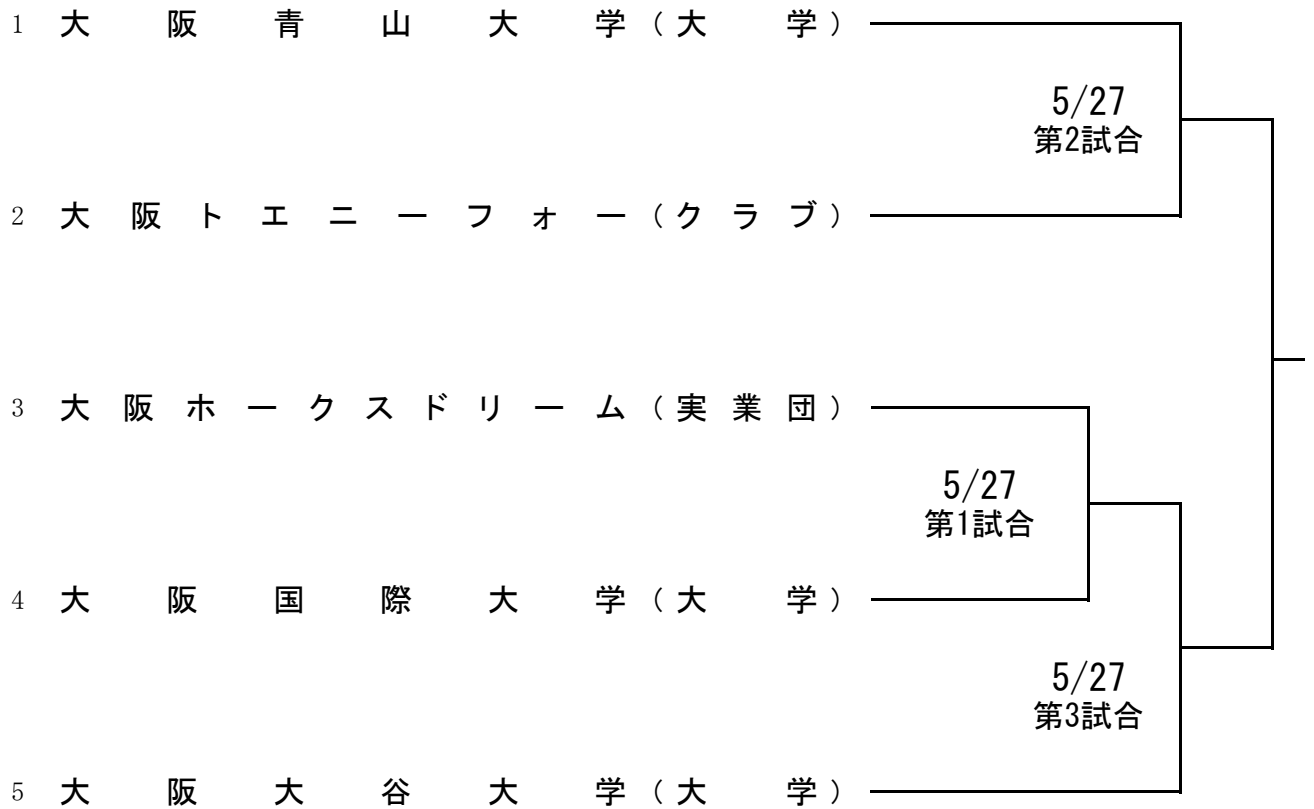 1 大阪青山大学(大学)
5/27
第2試合
2 大阪トエニーフォー(クラブ)
3 大阪ホークスドリーム(実業団)
5/27
第1試合
4 大阪国際大学(大学)
5/27
第3試合
5 大阪大谷大学(大学)